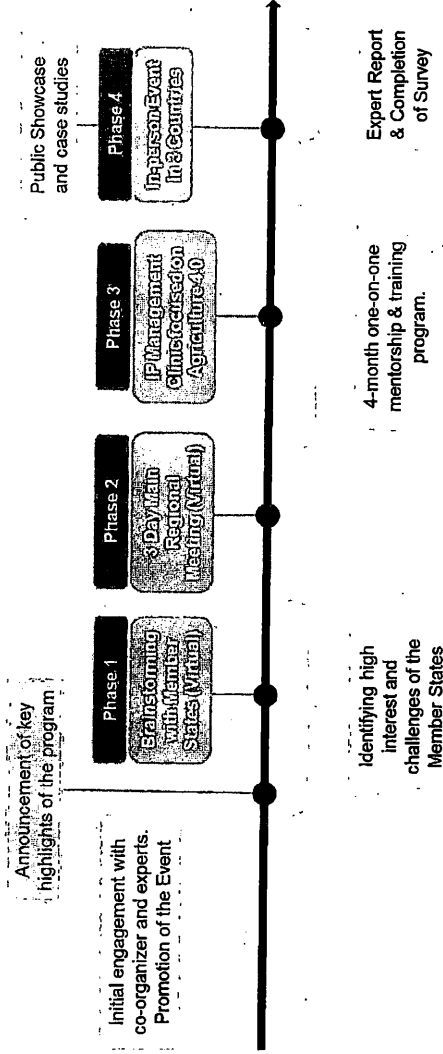 Announcement of key
highlights of the program
Initial engagement with
co-organizer and experts.
Promotion of the Event
Phase 1
Brainstorming
with Member
States (Virtual)
Identifying high
interest and
challenges of the
Member States
Phase 2
3 Day Main
Regional
Meeting (Virtual)
Phase 3
IP Management
Clinic focused on
Agriculture 4.0
4-month one-on-one
mentorship & training
program.
Public Showcase
and case studies
Phase 4
In-person Event
in 3 Countries
Expert Report
& Completion
of Survey